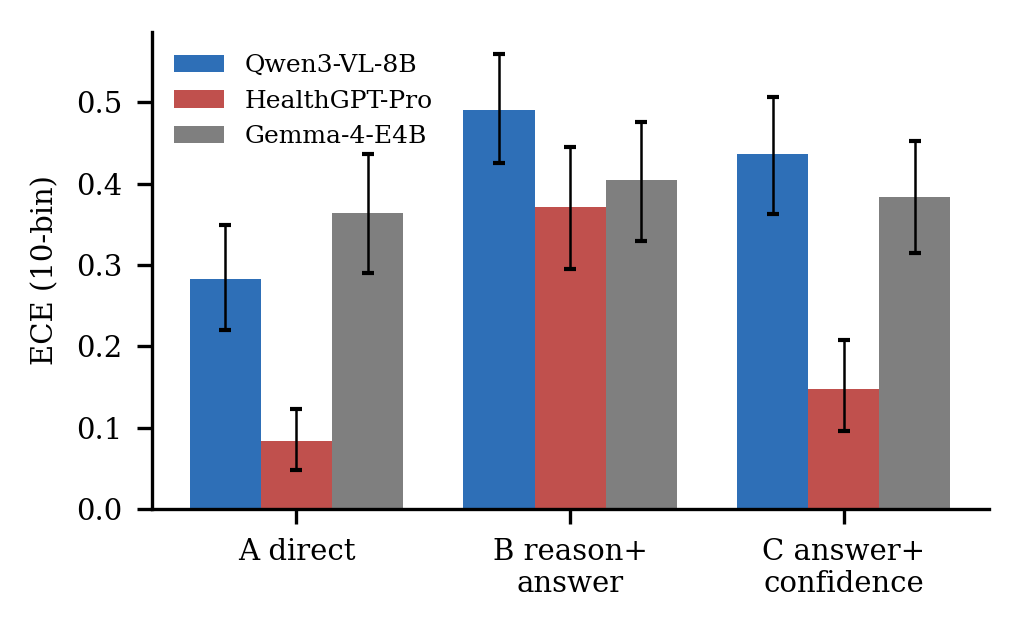 Qwen3-VL-8B
HealthGPT-Pro
Gemma-4-E4B
ECE (10-bin)
0.5
0.4
0.3
0.2
0.1
0.0
A direct
B reason+
answer
C answer+
confidence